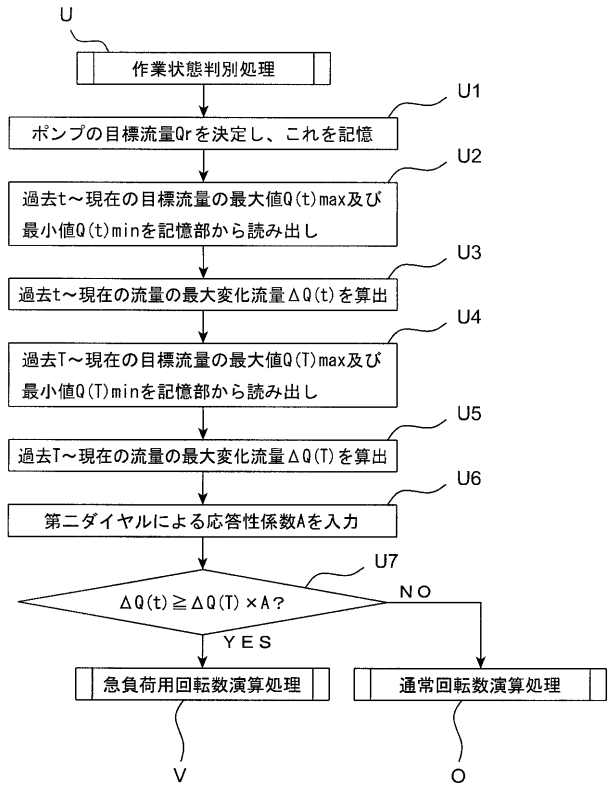 U
作業状態判別処理
U1
ポンプの目標流量Qrを決定し、これを記憶
U2
過去t～現在の目標流量の最大値Q(t)max及び
最小値Q(t)minを記憶部から読み出し
U3
過去t～現在の流量の最大変化流量ΔQ(t)を算出
U4
過去T～現在の目標流量の最大値Q(T)max及び
最小値Q(T)minを記憶部から読み出し
U5
過去T～現在の流量の最大変化流量ΔQ(T)を算出
U6
第二ダイヤルによる応答性係数Aを入力
U7
ΔQ(t)≧ΔQ(T)×A?
NO
YES
急負荷用回転数演算処理
通常回転数演算処理
V
O